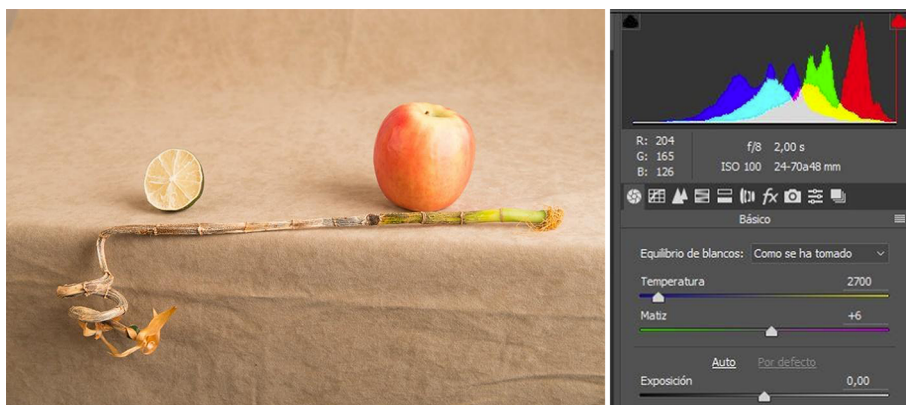 R: 204
G: 165
B: 126
f/8 2,00 s
ISO 100 24-70a48 mm
Básico
Equilibrio de blancos: Como se ha tomado
Temperatura 2700
Matiz +6
Auto Por defecto
Exposición 0,00